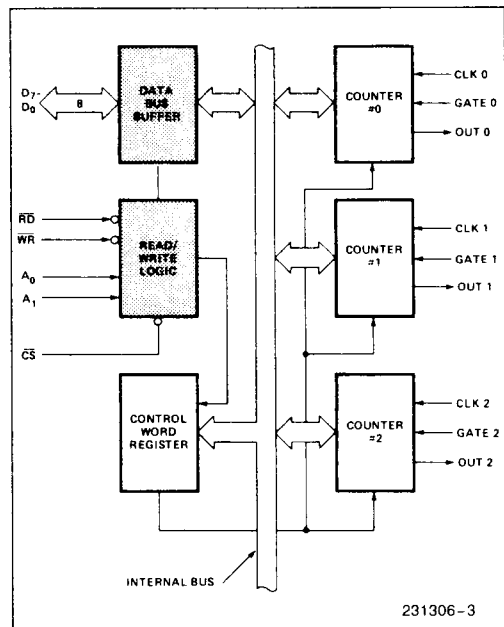 D7-
D0
8
DATA
BUS
BUFFER
COUNTER
#0
CLK 0
GATE 0
OUT 0
RD
WR
A0
A1
CS
READ/
WRITE
LOGIC
COUNTER
#1
CLK 1
GATE 1
OUT 1
CONTROL
WORD
REGISTER
COUNTER
#2
CLK 2
GATE 2
OUT 2
INTERNAL BUS
231306-3